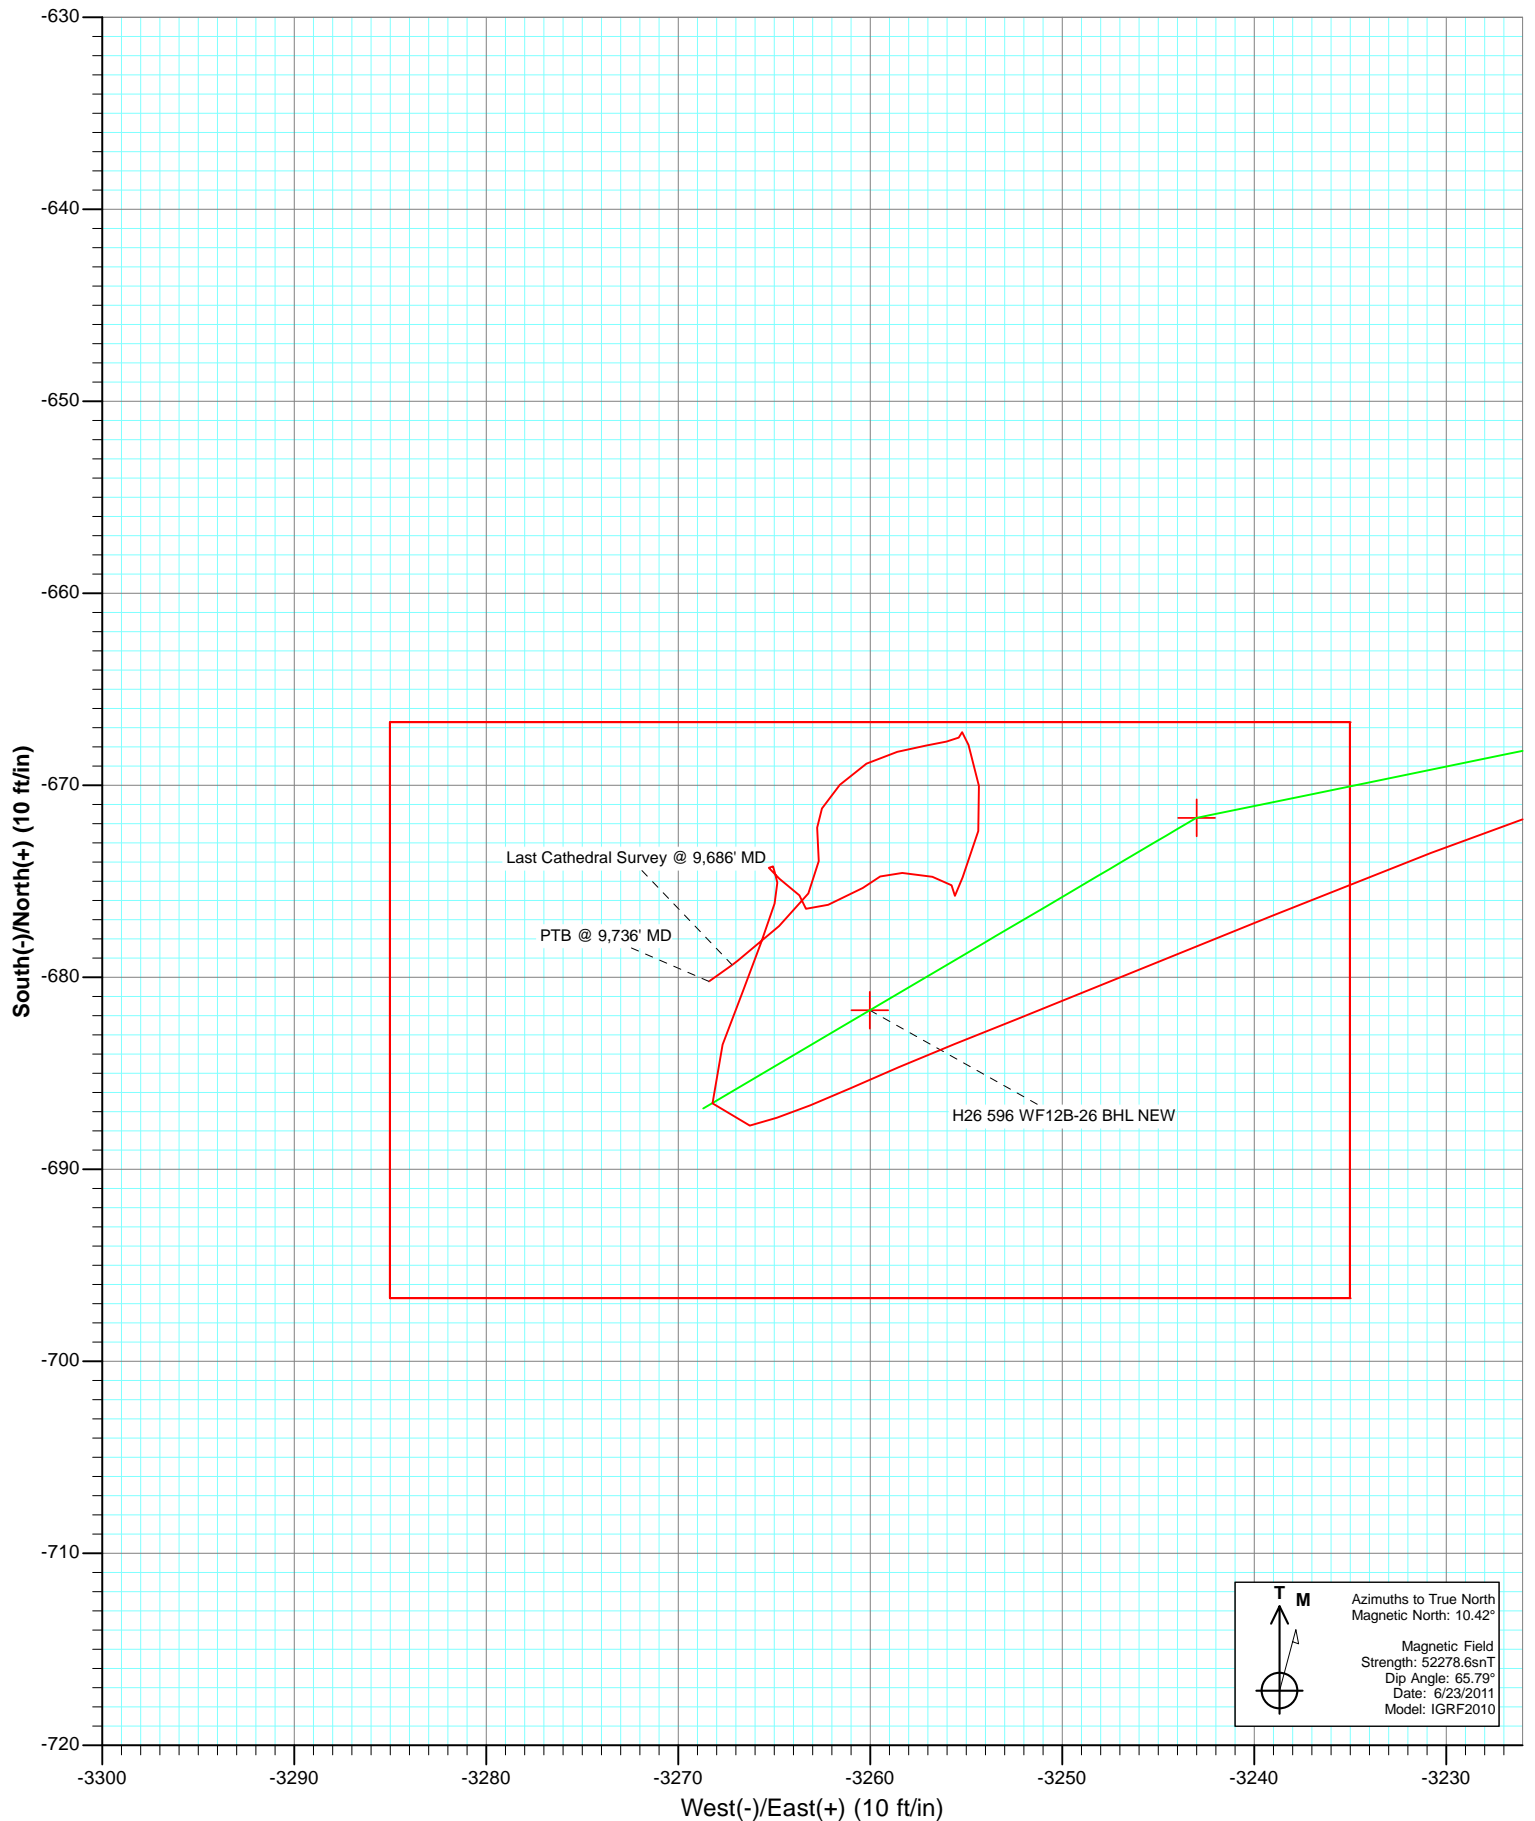 -630
-640
-650
-660
-670
-680
-690
-700
-710
-720
South(-)/North(+) (10 ft/in)
Last Cathedral Survey @ 9,686' MD
PTB @ 9,736' MD
H26 596 WF12B-26 BHL NEW
T M
Azimuths to True North
Magnetic North: 10.42°
Magnetic Field
Strength: 52278.6snT
Dip Angle: 65.79°
Date: 6/23/2011
Model: IGRF2010
-3300 -3290 -3280 -3270 -3260 -3250 -3240 -3230
West(-)/East(+) (10 ft/in)